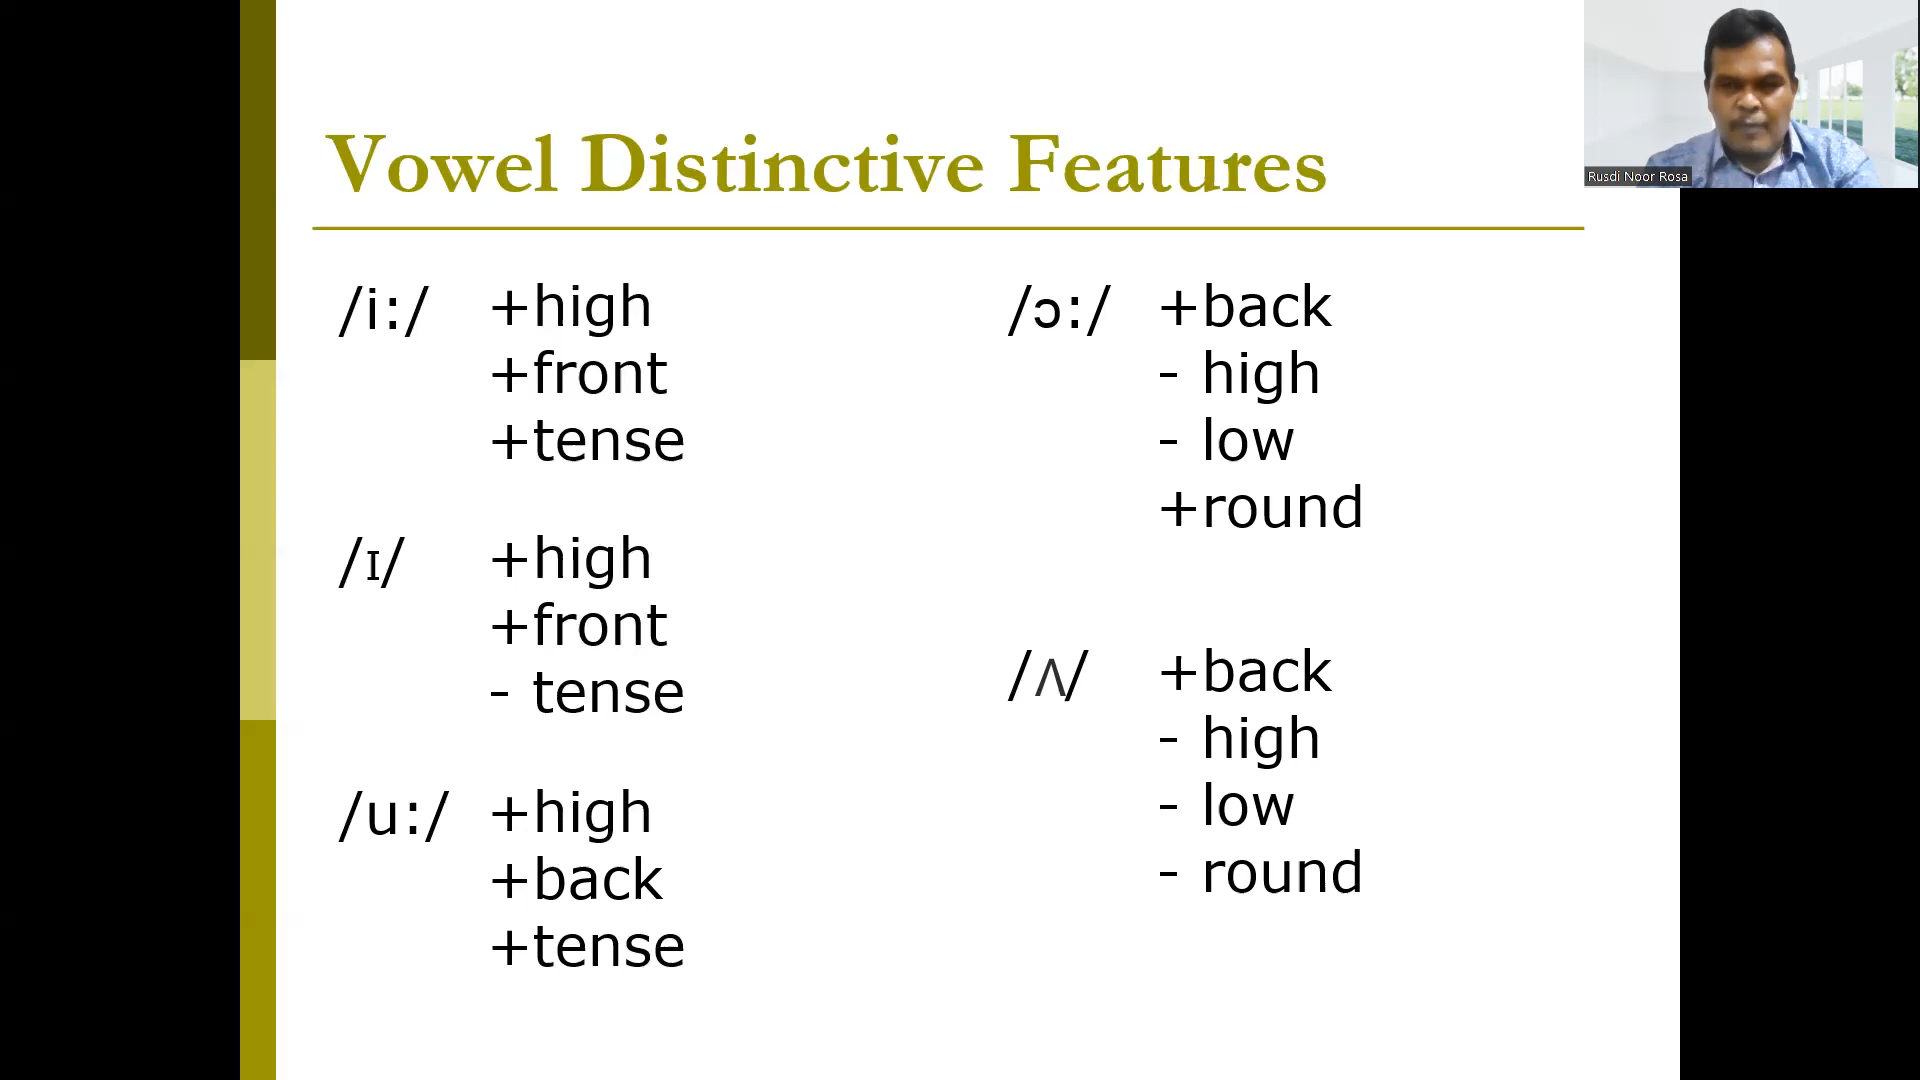 Vowel Distinctive Features
/i:/ +high
+front
+tense
/ɪ/ +high
+front
- tense
/u:/ +high
+back
+tense
/ɔ:/ +back
- high
- low
+round
/Λ/ +back
- high
- low
- round
Rusdi Noor Rosa